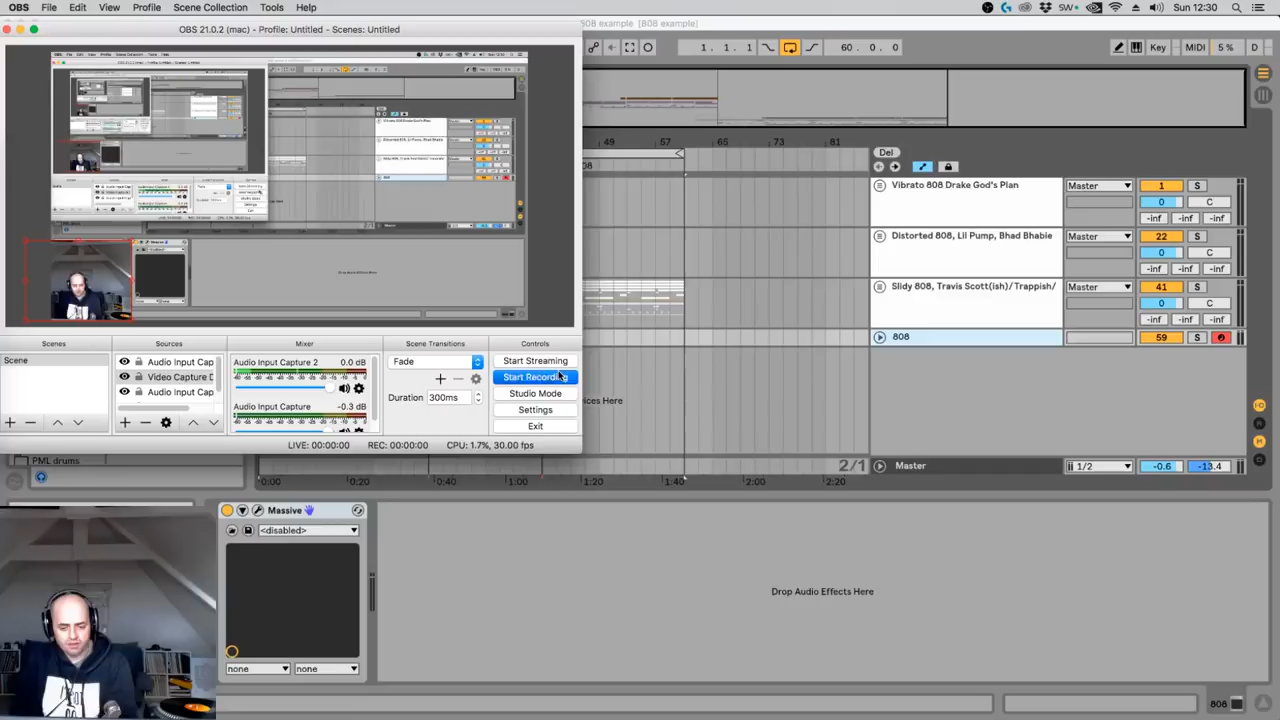 OBS File Edit View Profile Scene Collection Tools Help
SW Sun 12:30
OBS 21.0.2 (mac) - Profile: Untitled - Scenes: Untitled
808 example [808 example]
1. 1. 1
60. 0. 0
Key MIDI 5 % D
49 57 65 73 81
Del
Vibrato 808 Drake God's Plan Master 1 S
0 C
-inf -inf
Distorted 808, Lil Pump, Bhad Bhabie Master 22 S
0 C
-inf -inf
Slidy 808, Travis Scott(ish)/ Trappish/ Master 41 S
0 C
-inf -inf
808 59 S
Scenes Sources Mixer Scene Transitions Controls
Scene
Audio Input Cap
Video Capture D
Audio Input Cap
Audio Input Capture 2 0.0 dB
Audio Input Capture -0.3 dB
Fade
Duration 300ms
Start Streaming
Start Recording
Studio Mode
Settings
Exit
ices Here
LIVE: 00:00:00 REC: 00:00:00 CPU: 1.7%, 30.00 fps
PML drums
2/1 Master 1/2 -0.6 -13.4
0:00 0:20 0:40 1:00 1:20 1:40 2:00 2:20
Massive
<disabled>
none none
Drop Audio Effects Here
808